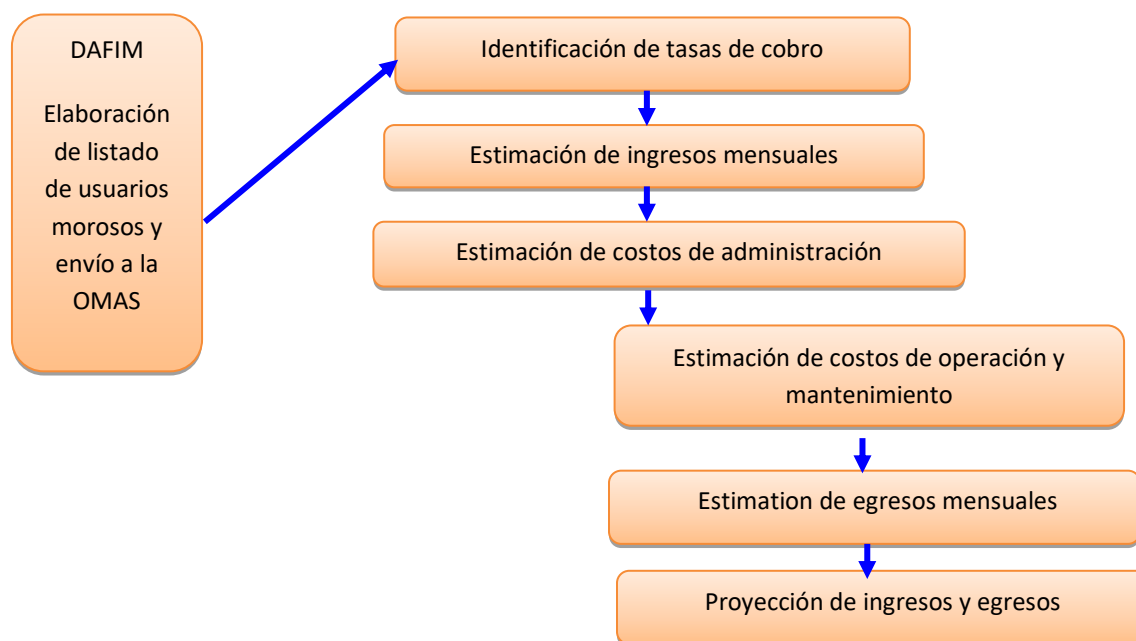 DAFIM
Elaboración
de listado
de usuarios
morosos y
envío a la
OMAS
Identificación de tasas de cobro
Estimación de ingresos mensuales
Estimación de costos de administración
Estimación de costos de operación y
mantenimiento
Estimation de egresos mensuales
Proyección de ingresos y egresos